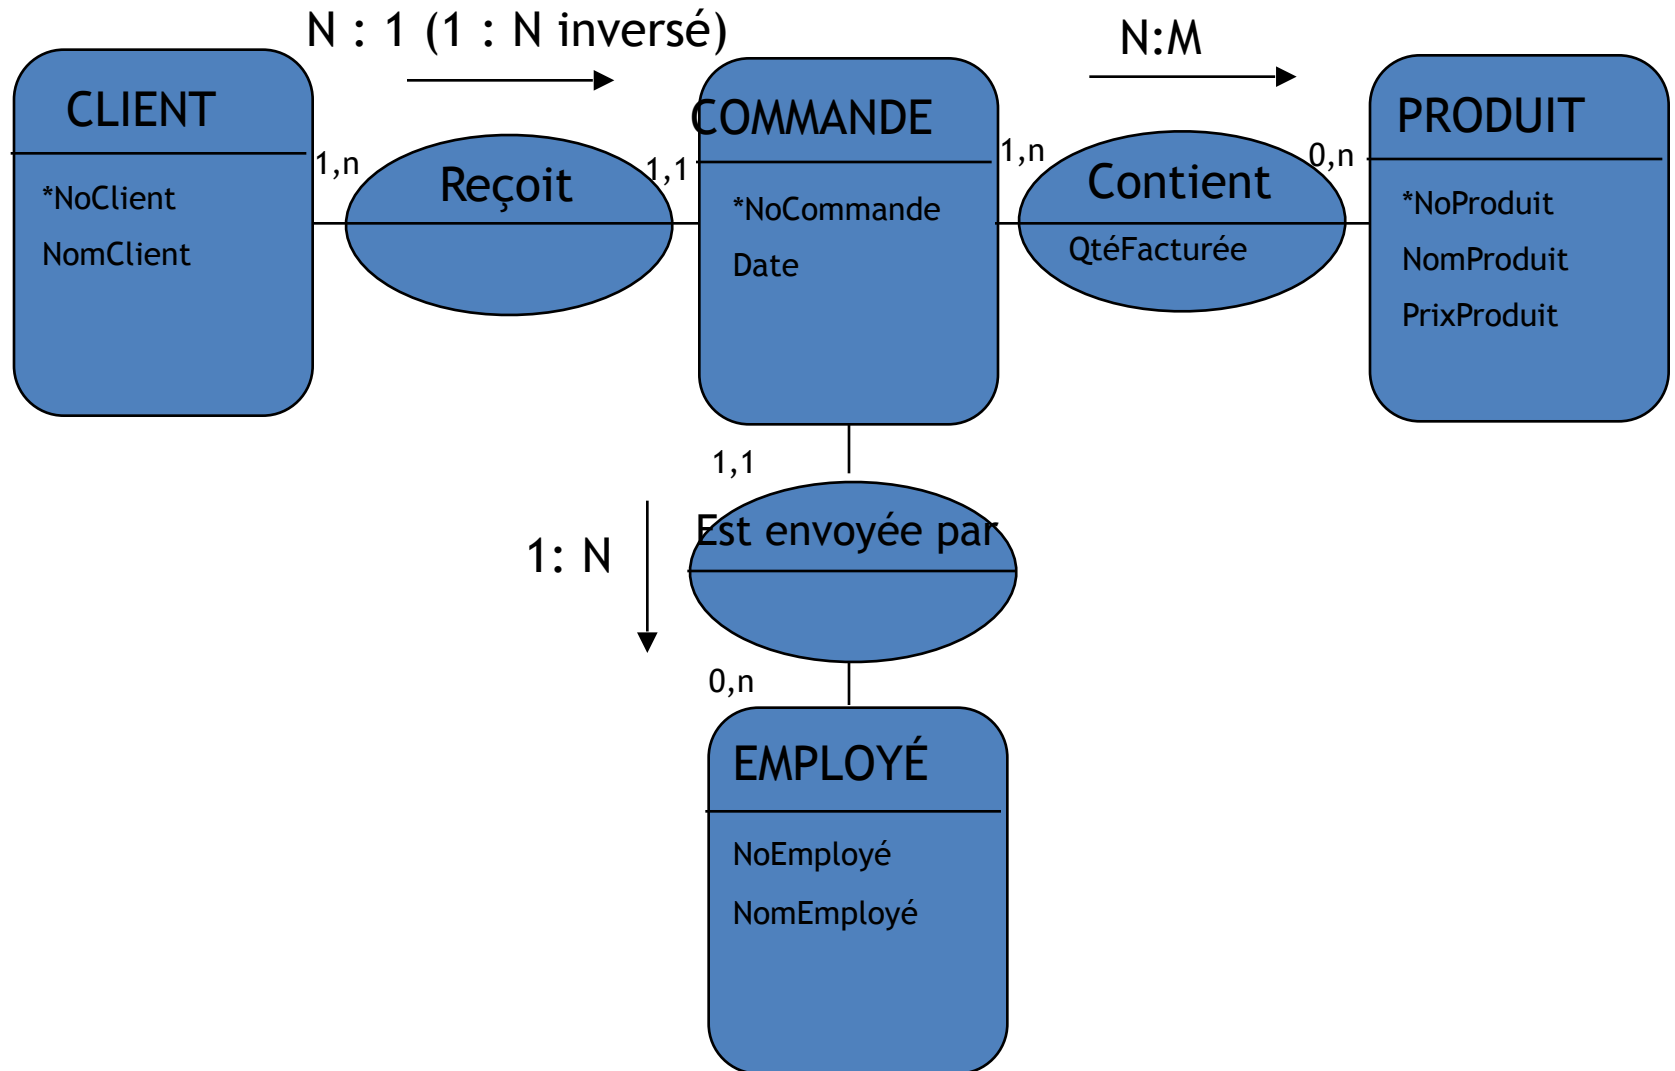 N : 1 (1 : N inversé)
N:M
CLIENT
*NoClient
NomClient
1,n
Reçoit
1,1
COMMANDE
*NoCommande
Date
1,n
Contient
QtéFacturée
0,n
PRODUIT
*NoProduit
NomProduit
PrixProduit
1,1
1: N
Est envoyée par
0,n
EMPLOYÉ
NoEmployé
NomEmployé